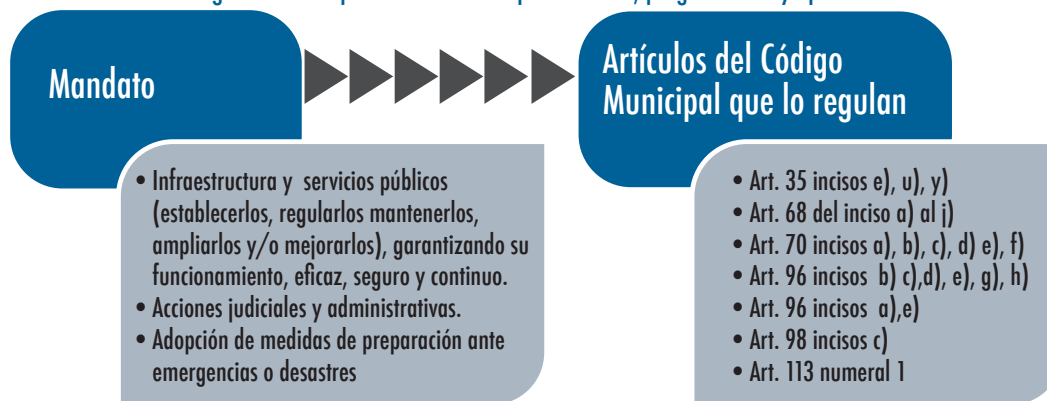 Mandato
Artículos del Código
Municipal que lo regulan
• Infraestructura y servicios públicos
(establecerlos, regularlos mantenerlos,
ampliarlos y/o mejorarlos), garantizando su
funcionamiento, eficaz, seguro y continuo.
• Acciones judiciales y administrativas.
• Adopción de medidas de preparación ante
emergencias o desastres
• Art. 35 incisos e), u), y)
• Art. 68 del inciso a) al j)
• Art. 70 incisos a), b), c), d) e), f)
• Art. 96 incisos b) c),d), e), g), h)
• Art. 96 incisos a),e)
• Art. 98 incisos c)
• Art. 113 numeral 1